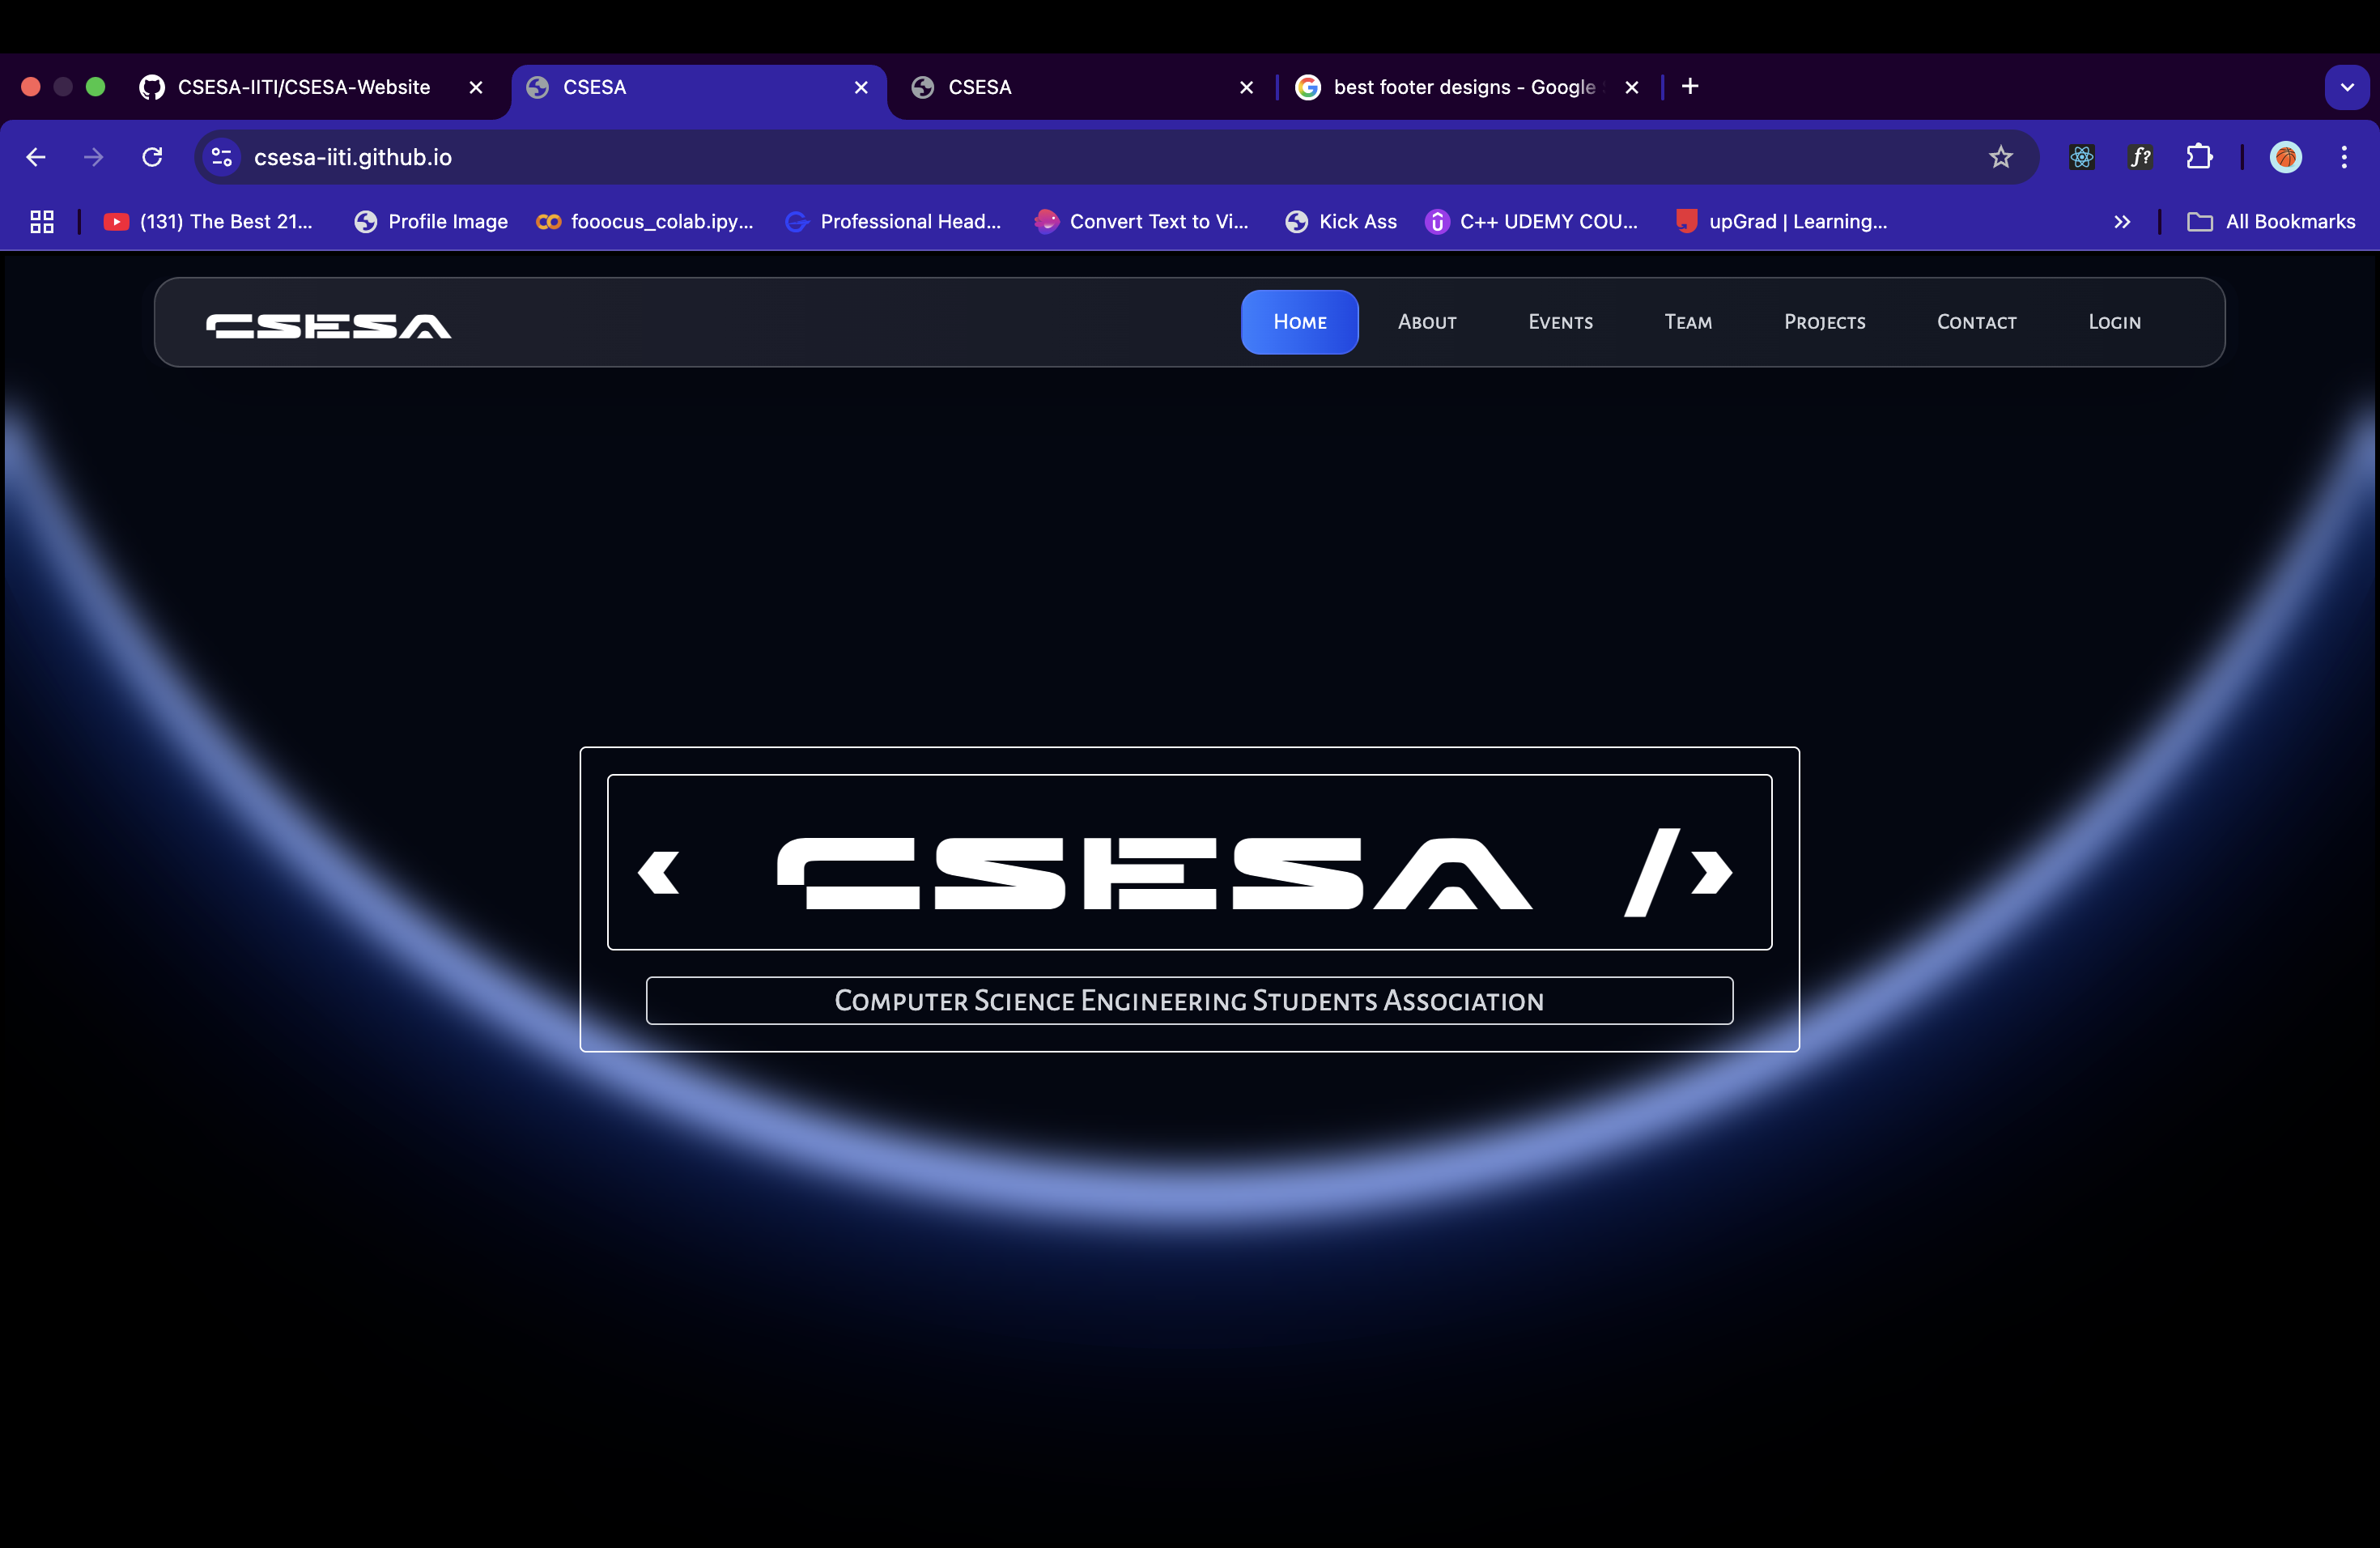 CSESA-IITI/CSESA-Website
CSESA
CSESA
best footer designs - Google
csesa-iiti.github.io
f?
(131) The Best 21...
Profile Image
fooocus_colab.ipy...
Professional Head...
Convert Text to Vi...
Kick Ass
C++ UDEMY COU...
upGrad | Learning...
All Bookmarks
CSESA
Home
About
Events
Team
Projects
Contact
Login
< CSESA />
Computer Science Engineering Students Association